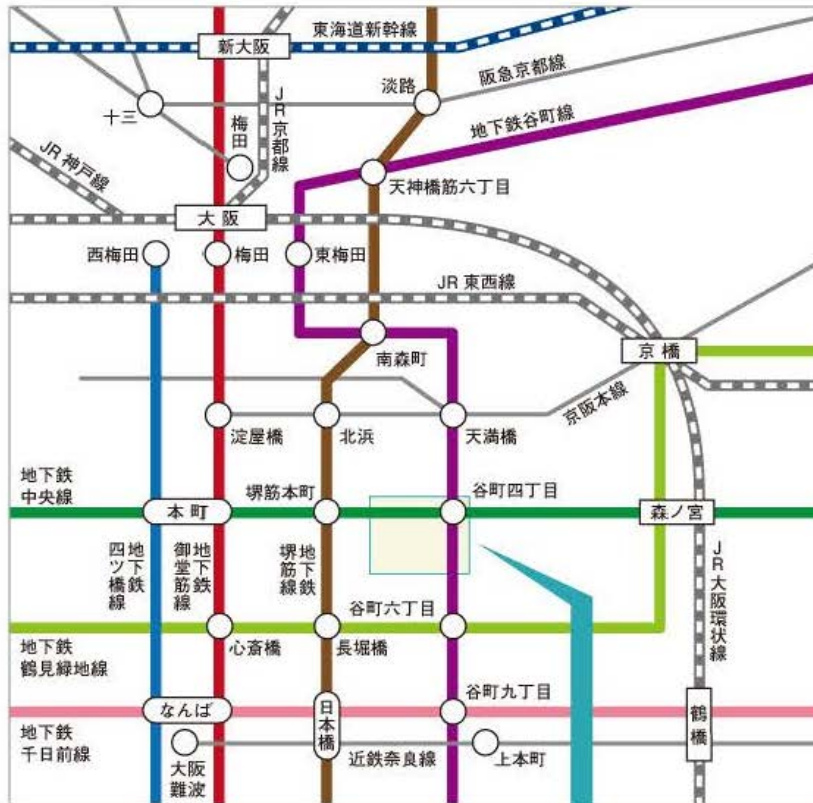 東海道新幹線
新大阪
阪急京都線
淡路
十三
梅田
JR京都線
地下鉄谷町線
JR 神戸線
天神橋筋六丁目
大阪
西梅田
梅田
東梅田
JR 東西線
南森町
京橋
京阪本線
淀屋橋
北浜
天満橋
地下鉄
中央線
堺筋本町
谷町四丁目
本町
森ノ宮
地下鉄
四ツ橋線
地下鉄
御堂筋線
地下鉄
堺筋線
JR大阪環状線
谷町六丁目
地下鉄
鶴見緑地線
心斎橋
長堀橋
なんば
日本橋
谷町九丁目
鶴橋
地下鉄
千日前線
大阪
難波
近鉄奈良線
上本町